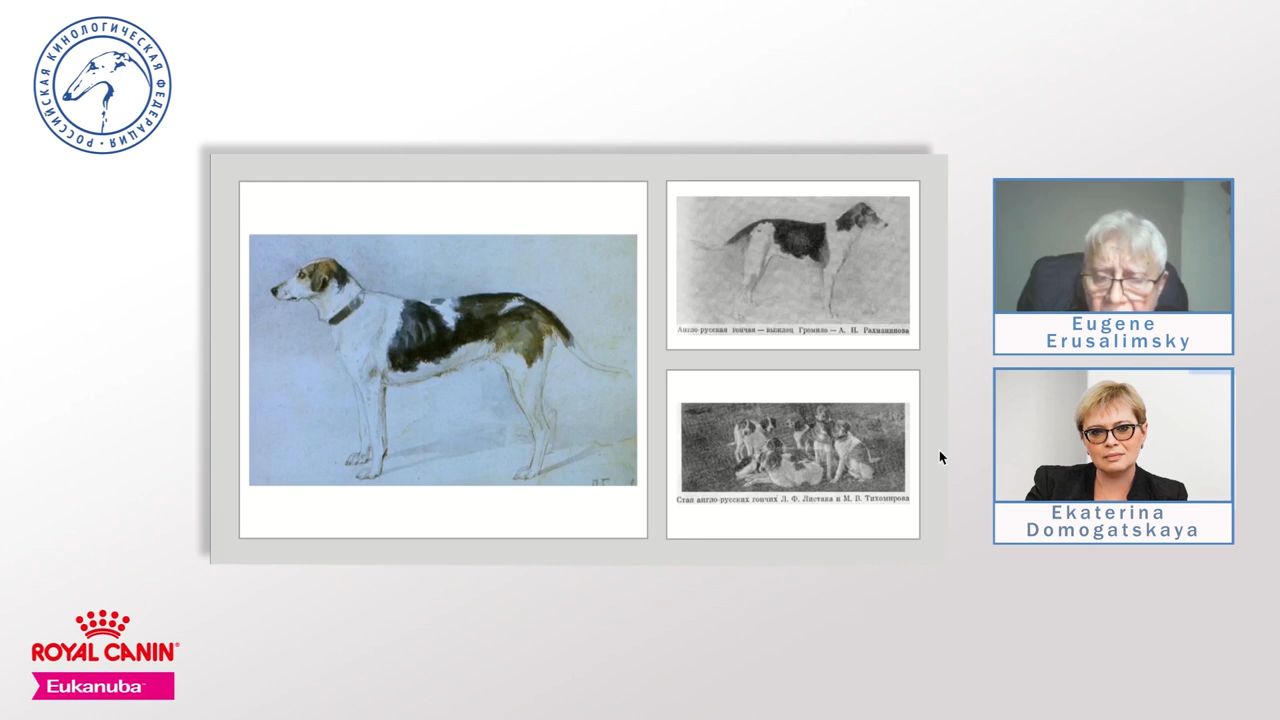 РОССИЙСКАЯ КИНОЛОГИЧЕСКАЯ ФЕДЕРАЦИЯ
Англо-русская гончая — выжлец Громило — А. Н. Рахманинова
Стая англо-русских гончих Л. Ф. Листака и М. В. Тихомирова
Eugene
Erusalimsky
Ekaterina
Domogatskaya
ROYAL CANIN
Eukanuba